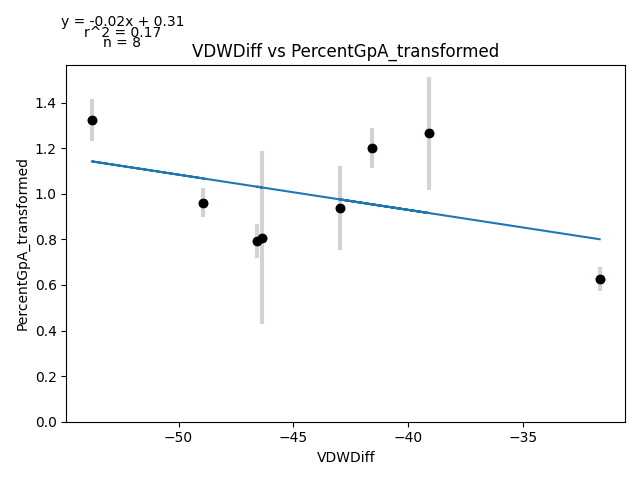 y = -0.02x + 0.31
r^2 = 0.17
n = 8
VDWDiff vs PercentGpA_transformed
PercentGpA_transformed
1.4
1.2
1.0
0.8
0.6
0.4
0.2
0.0
−50
−45
−40
−35
VDWDiff